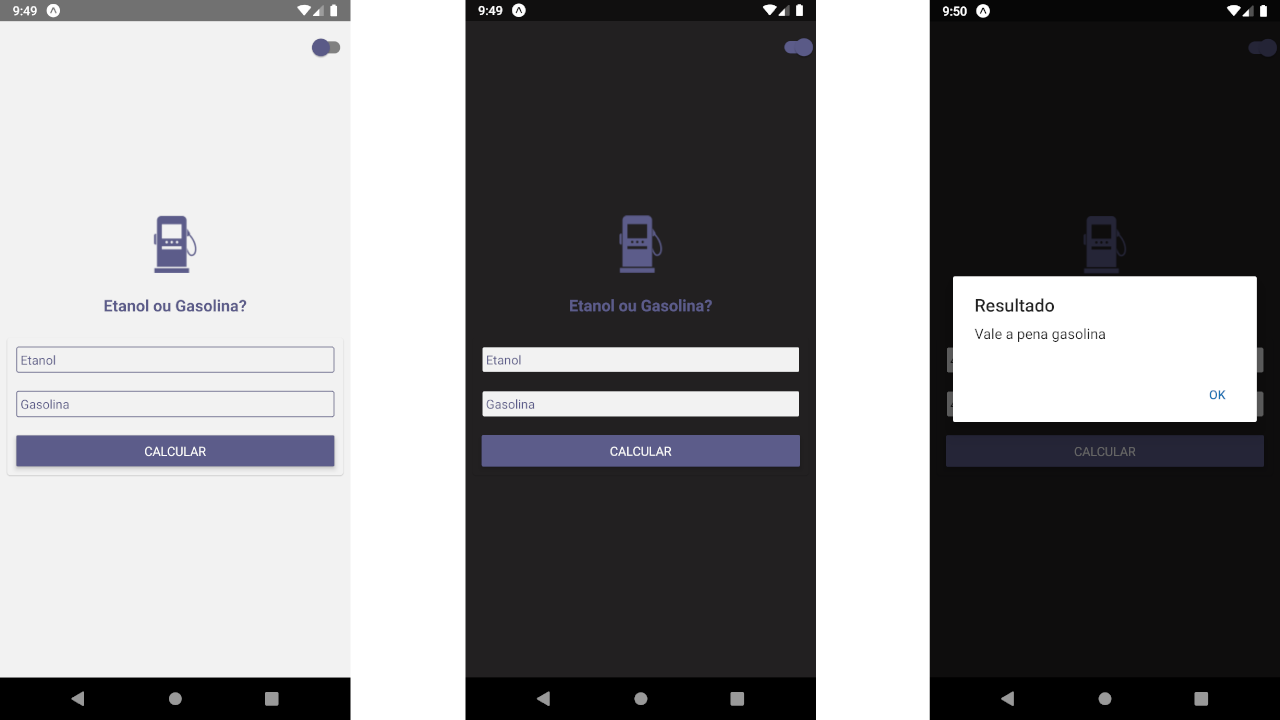 9:49
Etanol ou Gasolina?
Etanol
Gasolina
CALCULAR
9:49
Etanol ou Gasolina?
Etanol
Gasolina
CALCULAR
9:50
Resultado
Vale a pena gasolina
OK
CALCULAR